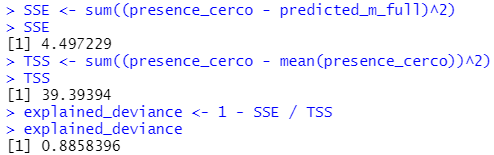 > SSE <- sum((presence_cerco - predicted_m_full)^2)
> SSE
[1] 4.497229
> TSS <- sum((presence_cerco - mean(presence_cerco))^2)
> TSS
[1] 39.39394
> explained_deviance <- 1 - SSE / TSS
> explained_deviance
[1] 0.8858396